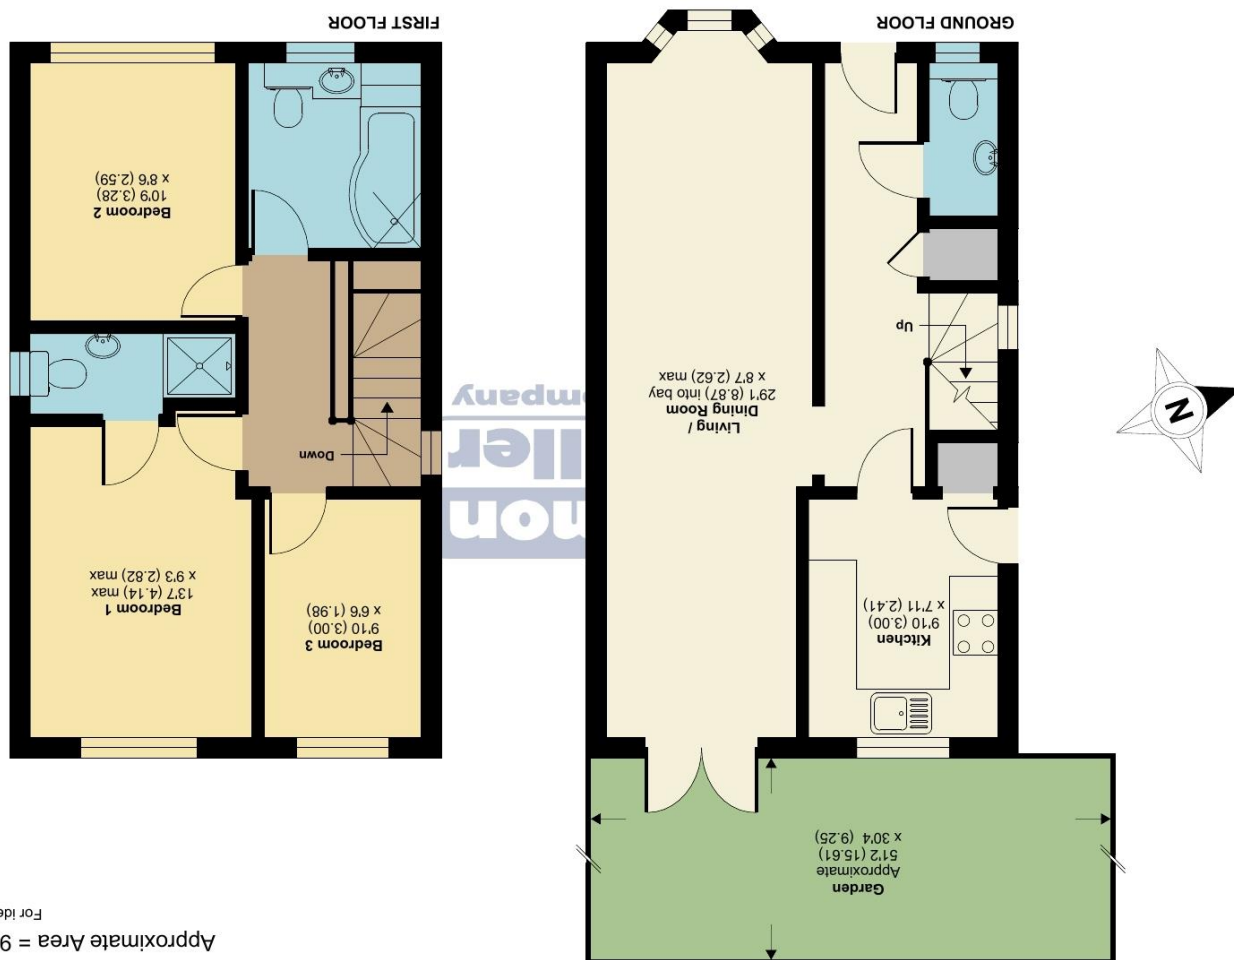 Approximate Area = 9
For ide
Garden
Approximate
51'2 (15.61)
x 30'4 (9.25)
Kitchen
9'10 (3.00)
x 7'11 (2.41)
Living /
Dining Room
29'1 (8.87) into bay
x 8'7 (2.62) max
Up
GROUND FLOOR
Bedroom 3
9'10 (3.00)
x 6'6 (1.98)
Bedroom 1
13'7 (4.14) max
x 9'3 (2.82) max
Down
Bedroom 2
10'9 (3.28)
x 8'6 (2.59)
FIRST FLOOR
N
mon
ller
ompany